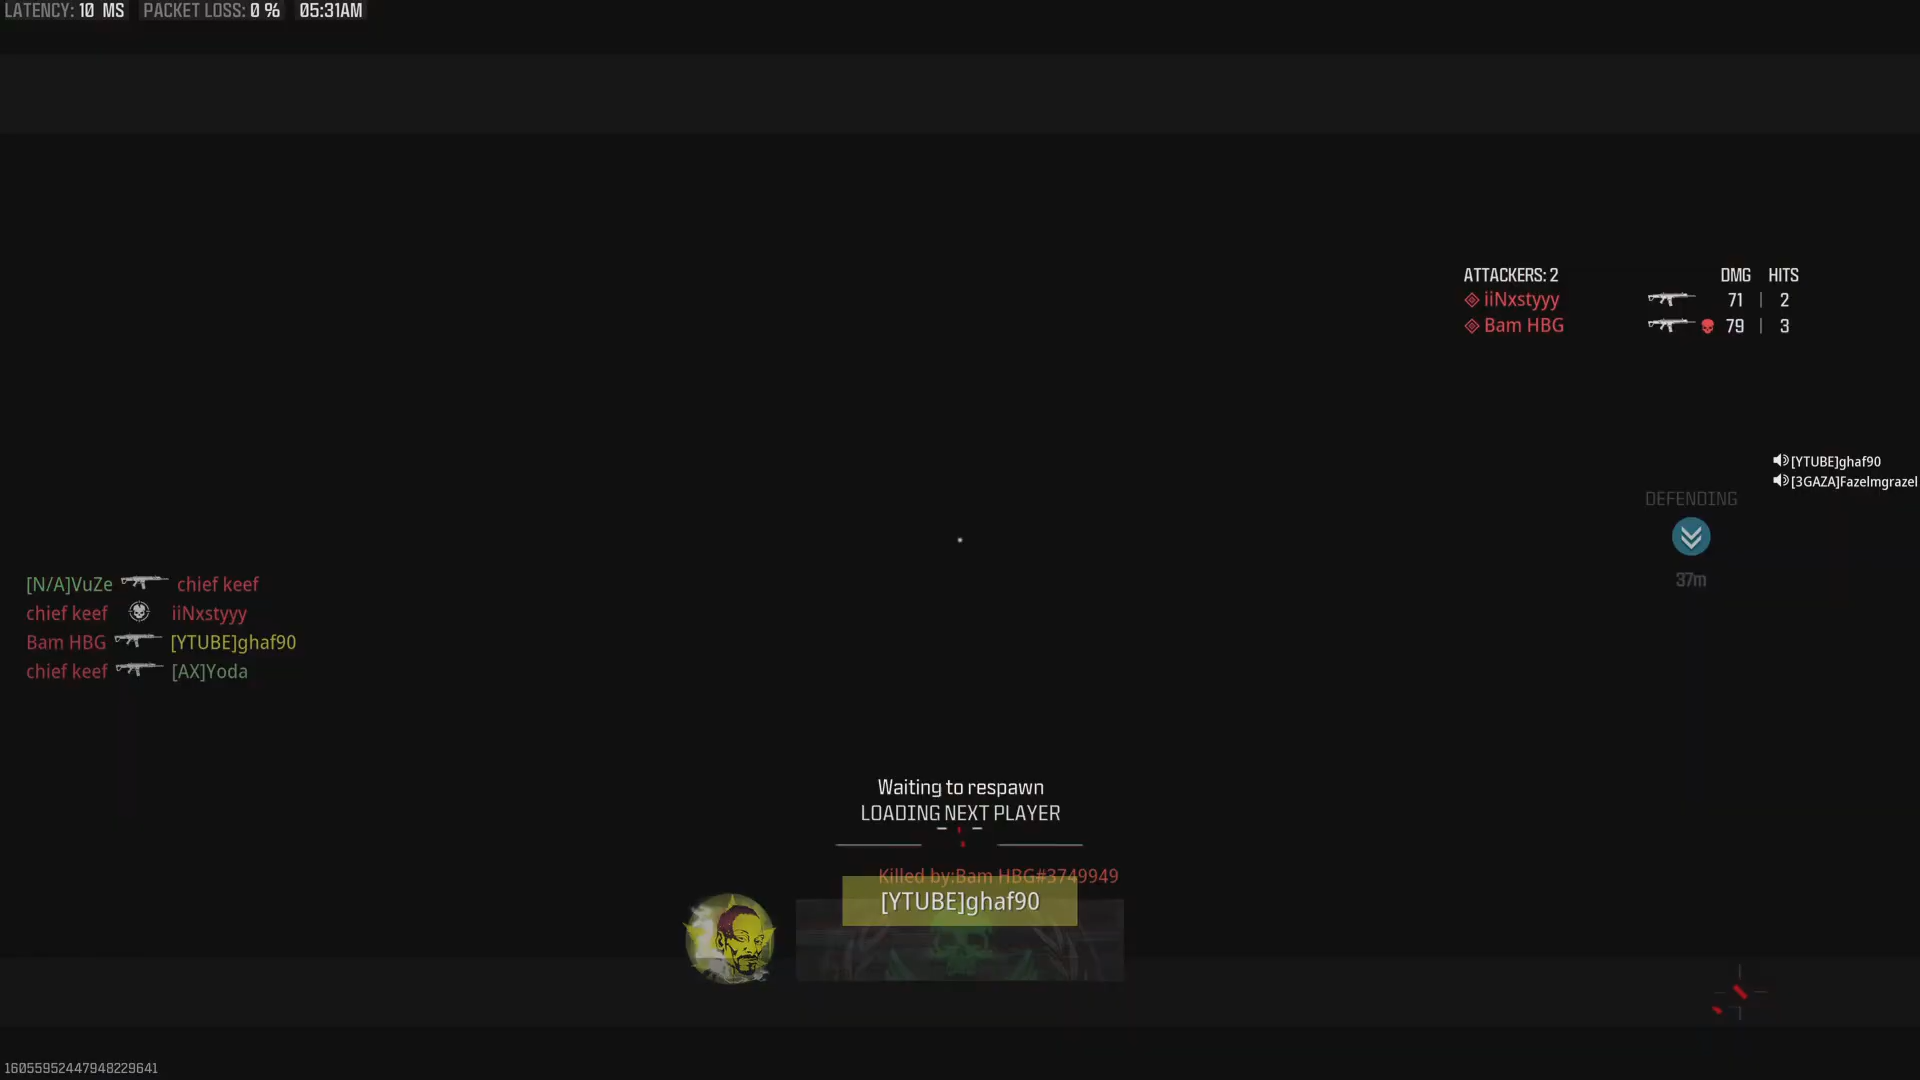 LATENCY: 10 MS PACKET LOSS: 0 % 05:31AM
ATTACKERS: 2 DMG HITS
iiNxstyyy 71 | 2
Bam HBG 79 | 3
[YTUBE]ghaf90
[3GAZA]Fazelmgrazel
DEFENDING
37m
[N/A]VuZe chief keef
chief keef iiNxstyyy
Bam HBG [YTUBE]ghaf90
chief keef [AX]Yoda
Waiting to respawn
LOADING NEXT PLAYER
Killed by:Bam HBG#3749949
[YTUBE]ghaf90
16055952447948229641